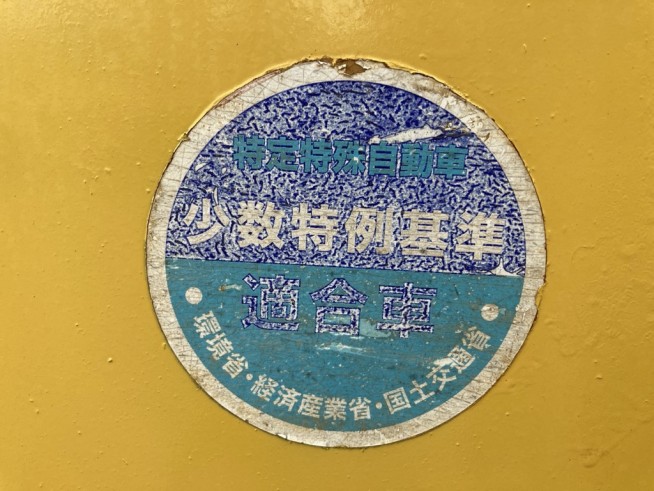 特定特殊自動車
少数特例基準
適合車
環境省・経済産業省・国土交通省